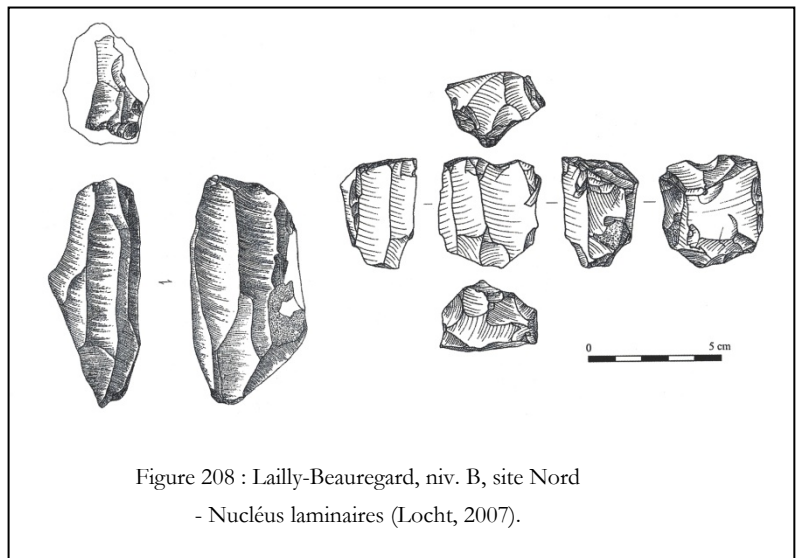 0 5 cm
Figure 208 : Lailly-Beauregard, niv. B, site Nord
- Nucléus laminaires (Locht, 2007).